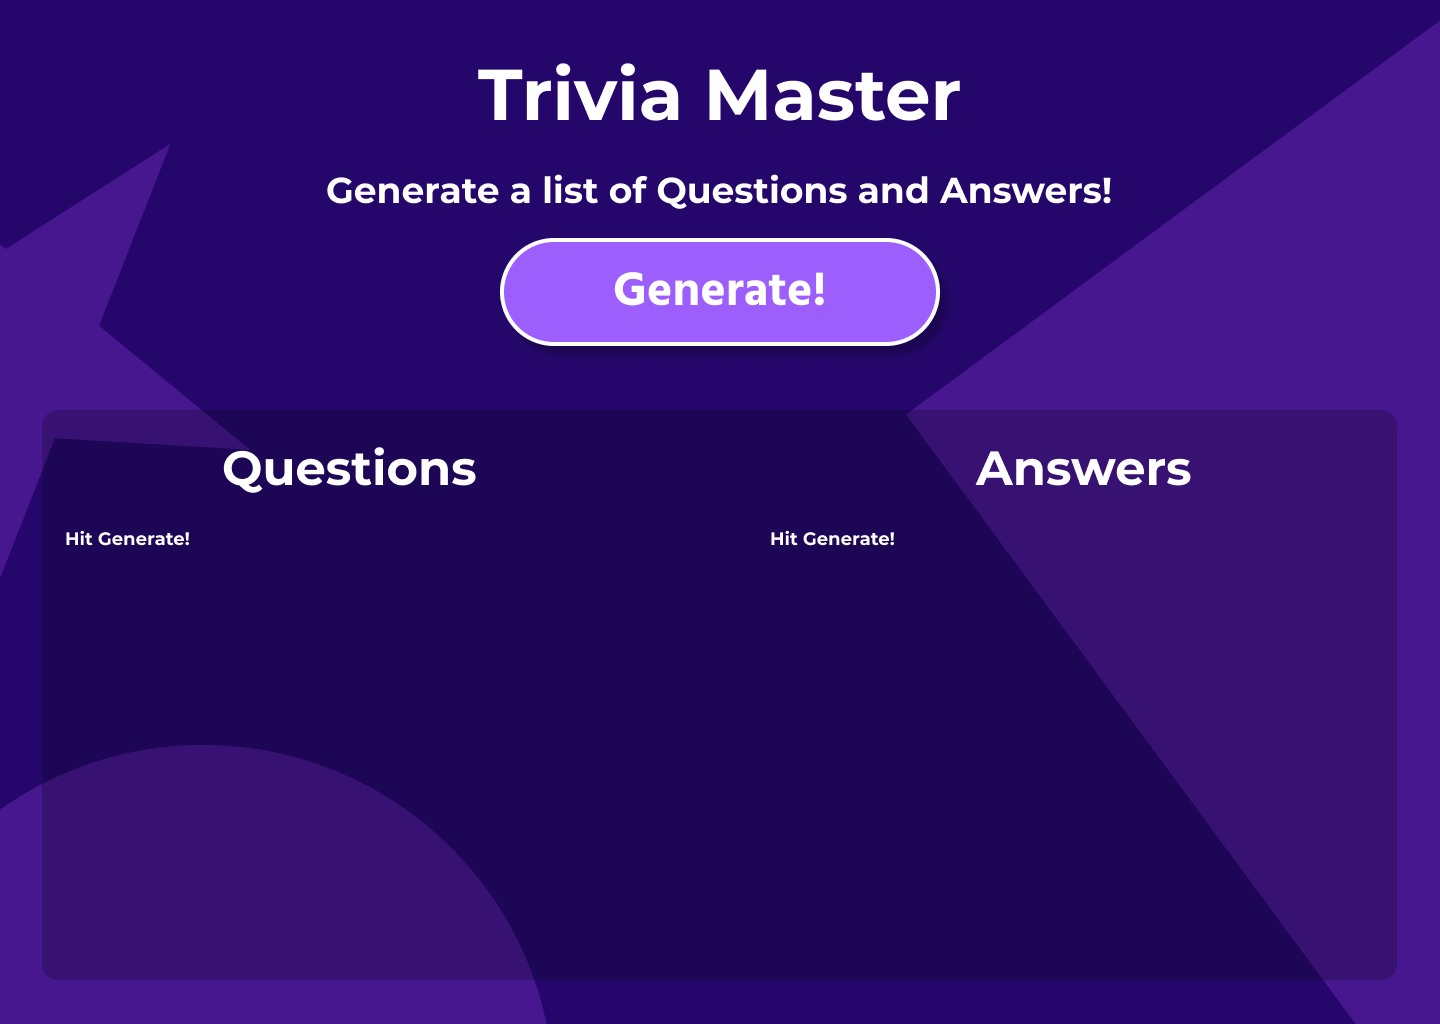 Trivia Master
Generate a list of Questions and Answers!
Generate!
Questions
Answers
Hit Generate!
Hit Generate!